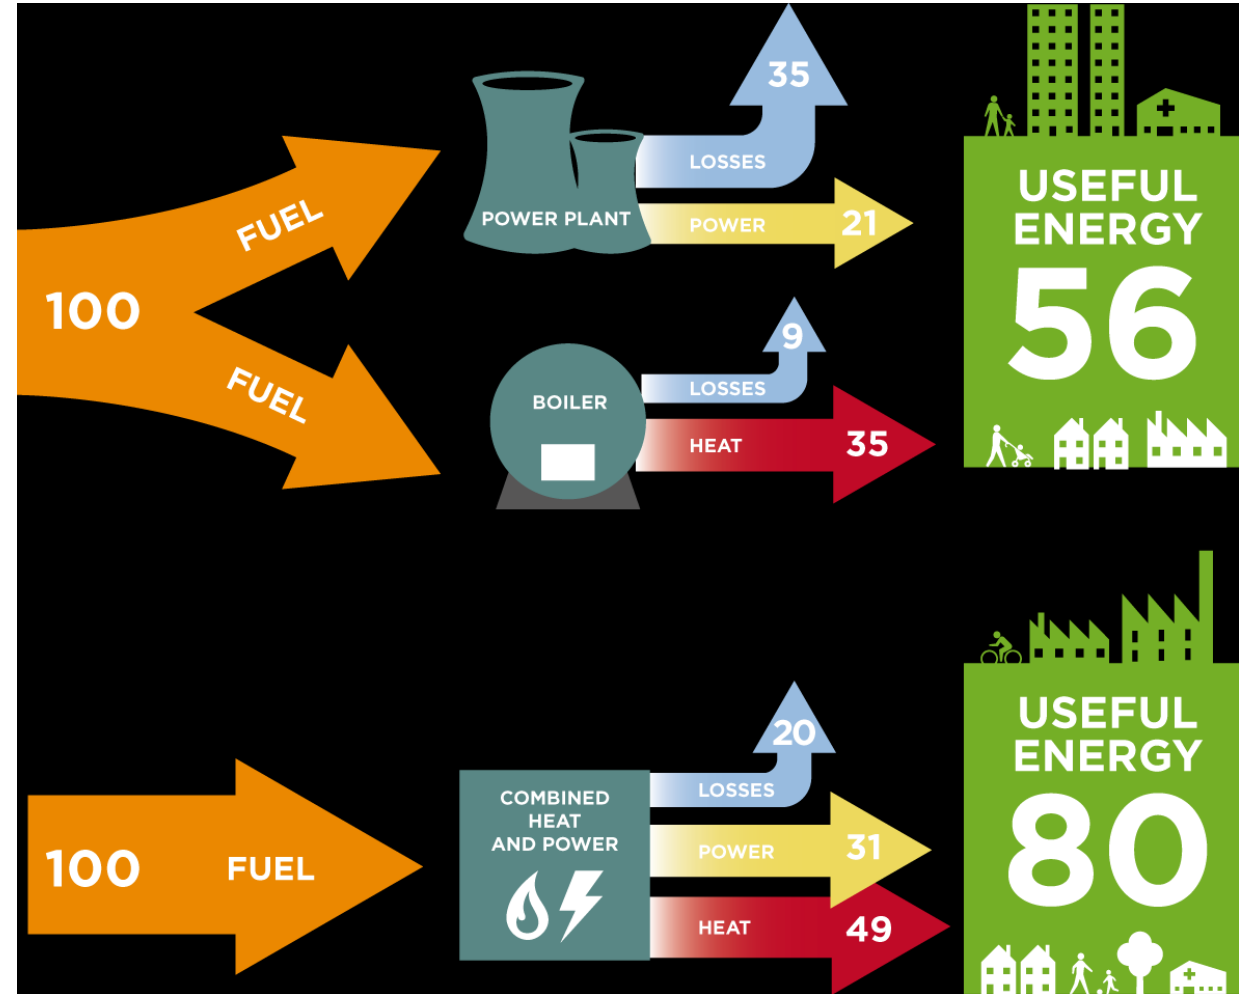 100
FUEL
FUEL
POWER PLANT
LOSSES
35
POWER
21
BOILER
LOSSES
9
HEAT
35
USEFUL
ENERGY
56
100
FUEL
COMBINED
HEAT
AND POWER
LOSSES
20
POWER
31
HEAT
49
USEFUL
ENERGY
80